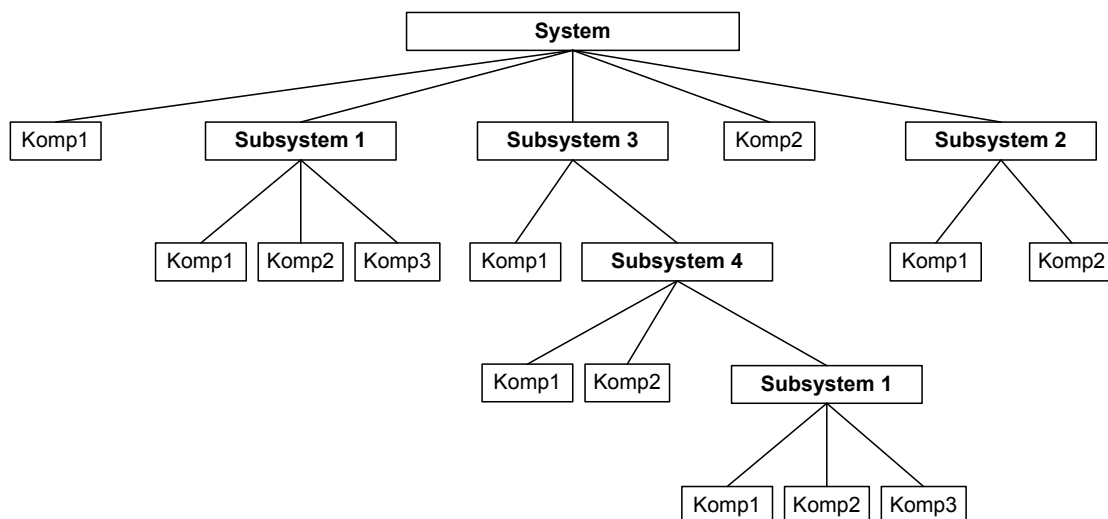 System
Komp1
Subsystem 1
Subsystem 3
Komp2
Subsystem 2
Komp1
Komp2
Komp3
Komp1
Subsystem 4
Komp1
Komp2
Komp1
Komp2
Subsystem 1
Komp1
Komp2
Komp3